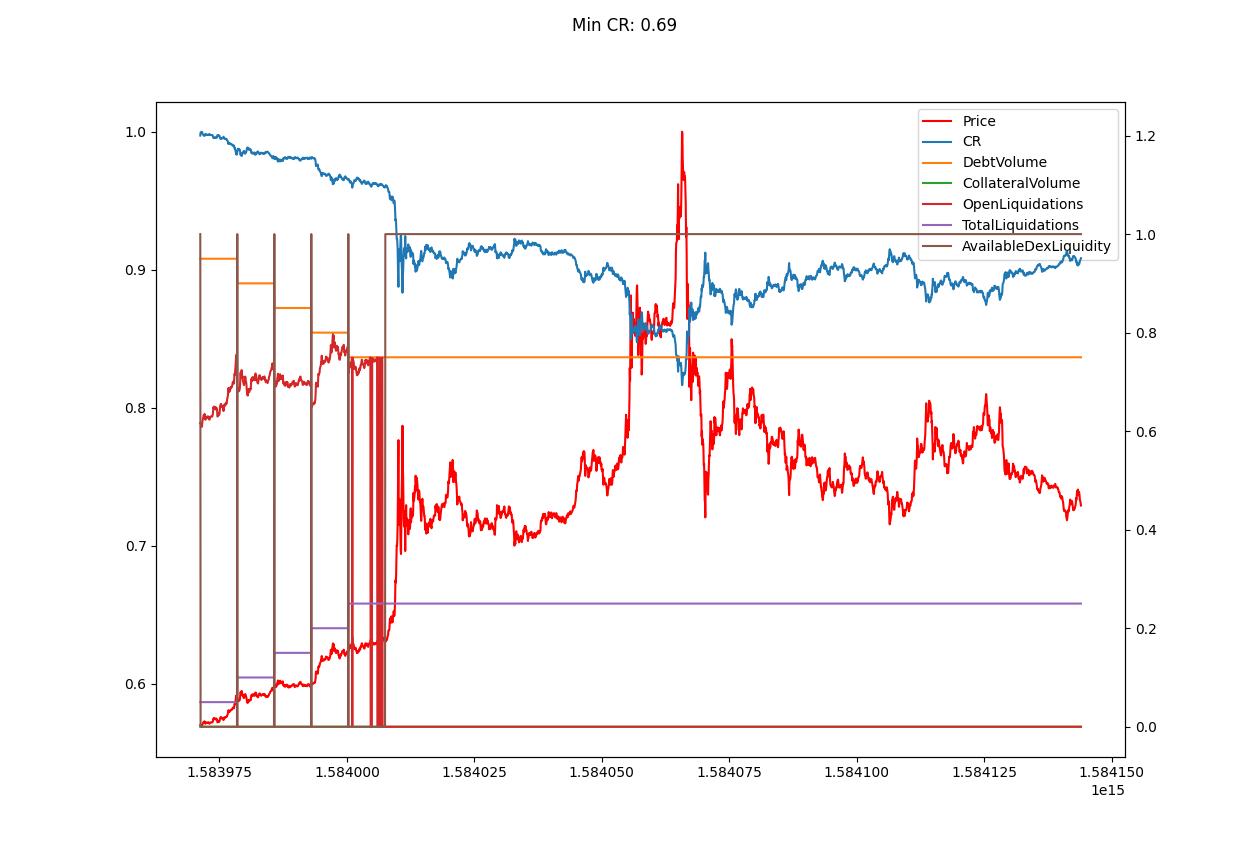 Min CR: 0.69
1.0
0.9
0.8
0.7
0.6
1.2
1.0
0.8
0.6
0.4
0.2
0.0
Price
CR
DebtVolume
CollateralVolume
OpenLiquidations
TotalLiquidations
AvailableDexLiquidity
1.583975 1.584000 1.584025 1.584050 1.584075 1.584100 1.584125 1.584150
1e15